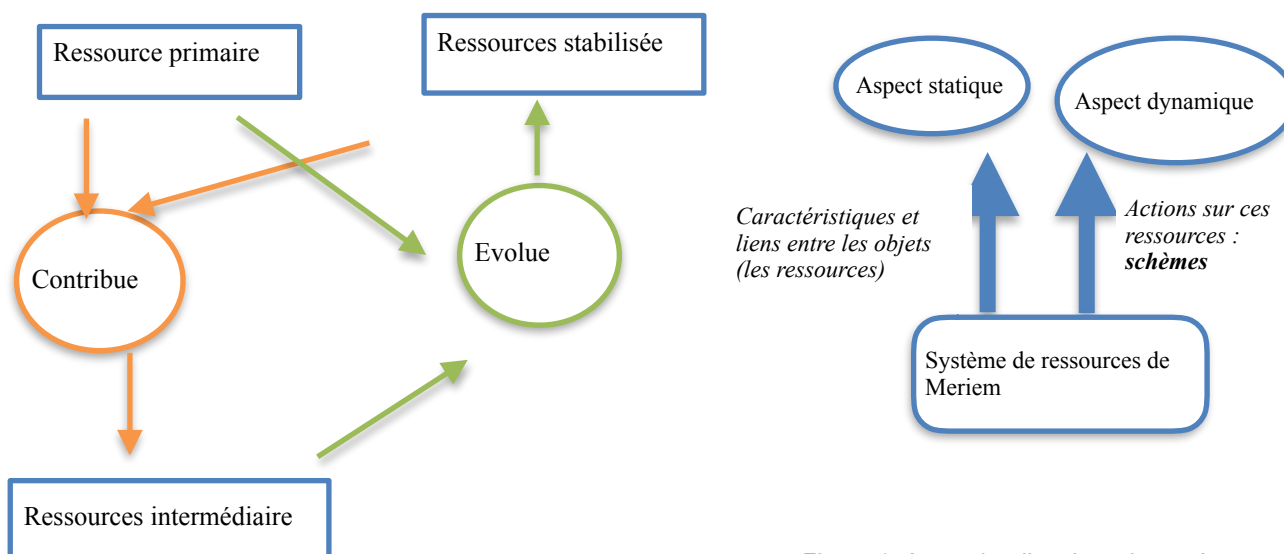 Ressource primaire
Ressources stabilisée
Contribue
Evolue
Ressources intermédiaire
Aspect statique
Aspect dynamique
Caractéristiques et
liens entre les objets
(les ressources)
Actions sur ces
ressources :
schèmes
Système de ressources de
Meriem